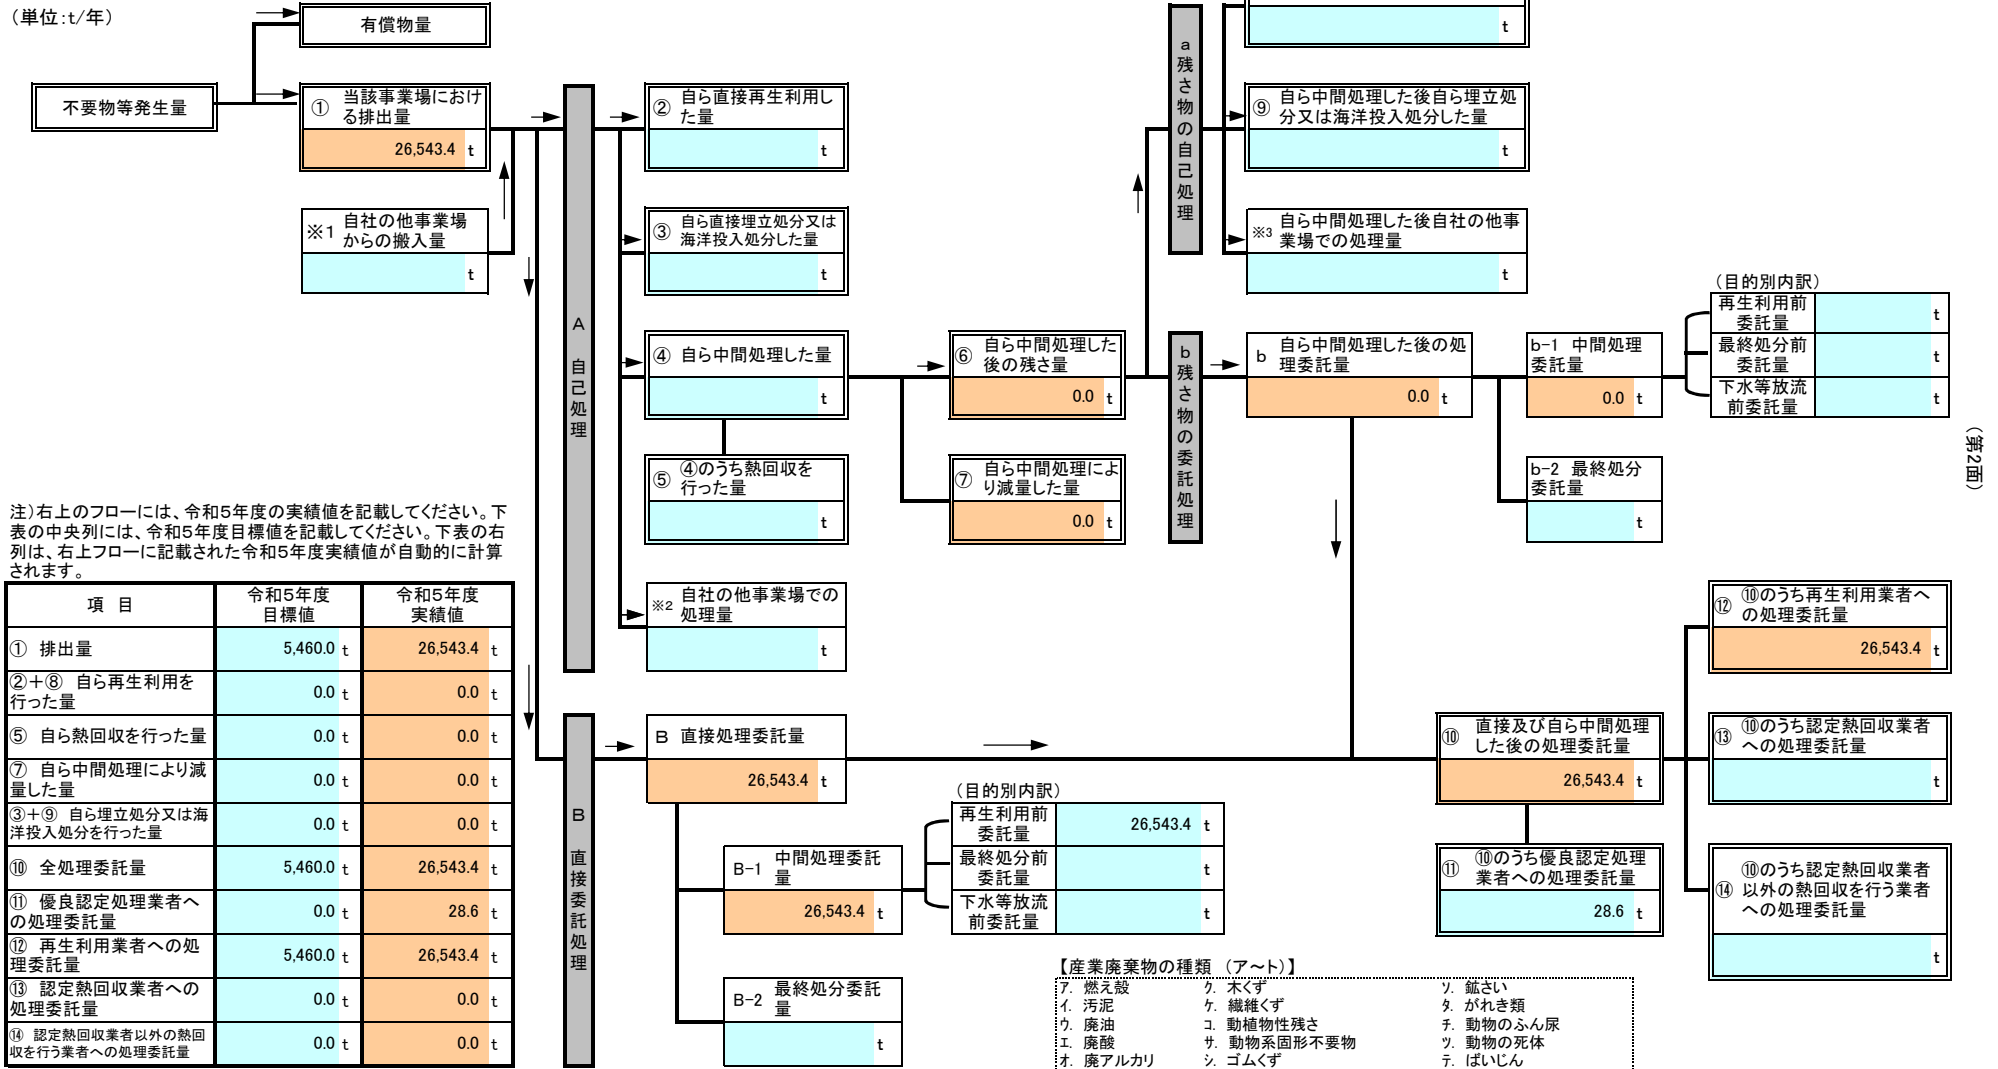 (単位:t/年)
有償物量
不要物等発生量
① 当該事業場におけ
る排出量
26,543.4 t
※1 自社の他事業場
からの搬入量
t
A 自己処理
② 自ら直接再生利用し
た量
t
③ 自ら直接埋立処分又は
海洋投入処分した量
t
④ 自ら中間処理した量
t
⑤ ④のうち熱回収を
行った量
t
※2 自社の他事業場での
処理量
t
⑥ 自ら中間処理した
後の残さ量
0.0 t
⑦ 自ら中間処理によ
り減量した量
0.0 t
a 残さ物の自己処理
t
⑨ 自ら中間処理した後自ら埋立処
分又は海洋投入処分した量
t
※3 自ら中間処理した後自社の他事
業場での処理量
t
b 残さ物の委託処理
b 自ら中間処理した後の処
理委託量
0.0 t
b-1 中間処理
委託量
0.0 t
b-2 最終処分
委託量
t
(目的別内訳)
再生利用前
委託量
t
最終処分前
委託量
t
下水等放流
前委託量
t
(第2面)
注)右上のフローには、令和5年度の実績値を記載してください。下
表の中央列には、令和5年度目標値を記載してください。下表の右
列は、右上フローに記載された令和5年度実績値が自動的に計算
されます。
項 目 令和5年度 目標値 令和5年度 実績値
① 排出量 5,460.0 t 26,543.4 t
②+⑧ 自ら再生利用を
行った量 0.0 t 0.0 t
⑤ 自ら熱回収を行った量 0.0 t 0.0 t
⑦ 自ら中間処理により減
量した量 0.0 t 0.0 t
③+⑨ 自ら埋立処分又は海
洋投入処分を行った量 0.0 t 0.0 t
⑩ 全処理委託量 5,460.0 t 26,543.4 t
⑪ 優良認定処理業者へ
の処理委託量 0.0 t 28.6 t
⑫ 再生利用業者への処
理委託量 5,460.0 t 26,543.4 t
⑬ 認定熱回収業者への
処理委託量 0.0 t 0.0 t
⑭ 認定熱回収業者以外の熱回
収を行う業者への処理委託量 0.0 t 0.0 t
B 直接委託処理
B 直接処理委託量
26,543.4 t
B-1 中間処理委託
量
26,543.4 t
B-2 最終処分委託
量
t
(目的別内訳)
再生利用前
委託量
26,543.4 t
最終処分前
委託量
t
下水等放流
前委託量
t
⑩ 直接及び自ら中間処理
した後の処理委託量
26,543.4 t
⑪ ⑩のうち優良認定処理
業者への処理委託量
28.6 t
⑫ ⑩のうち再生利用業者へ
の処理委託量
26,543.4 t
⑬ ⑩のうち認定熱回収業者
への処理委託量
t
⑭ ⑩のうち認定熱回収業者
以外の熱回収を行う業者
への処理委託量
t
【産業廃棄物の種類 (ア~ト)】
ア. 燃え殻 ク. 木くず ソ. 鉱さい
イ. 汚泥 ケ. 繊維くず タ. がれき類
ウ. 廃油 コ. 動植物性残さ チ. 動物のふん尿
エ. 廃酸 サ. 動物系固形不要物 ツ. 動物の死体
オ. 廃アルカリ シ. ゴムくず テ. ばいじん